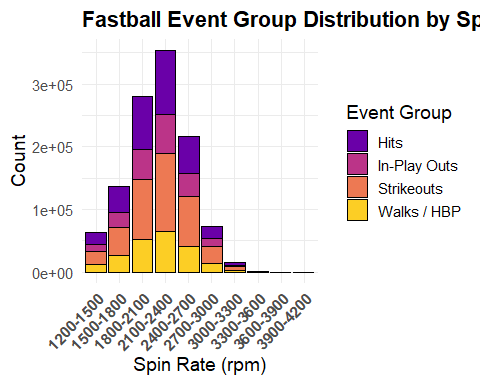 Fastball Event Group Distribution by Sp
3e+05
2e+05
1e+05
0e+00
Count
1200-1500
1500-1800
1800-2100
2100-2400
2400-2700
2700-3000
3000-3300
3300-3600
3600-3900
3900-4200
Spin Rate (rpm)
Event Group
Hits
In-Play Outs
Strikeouts
Walks / HBP